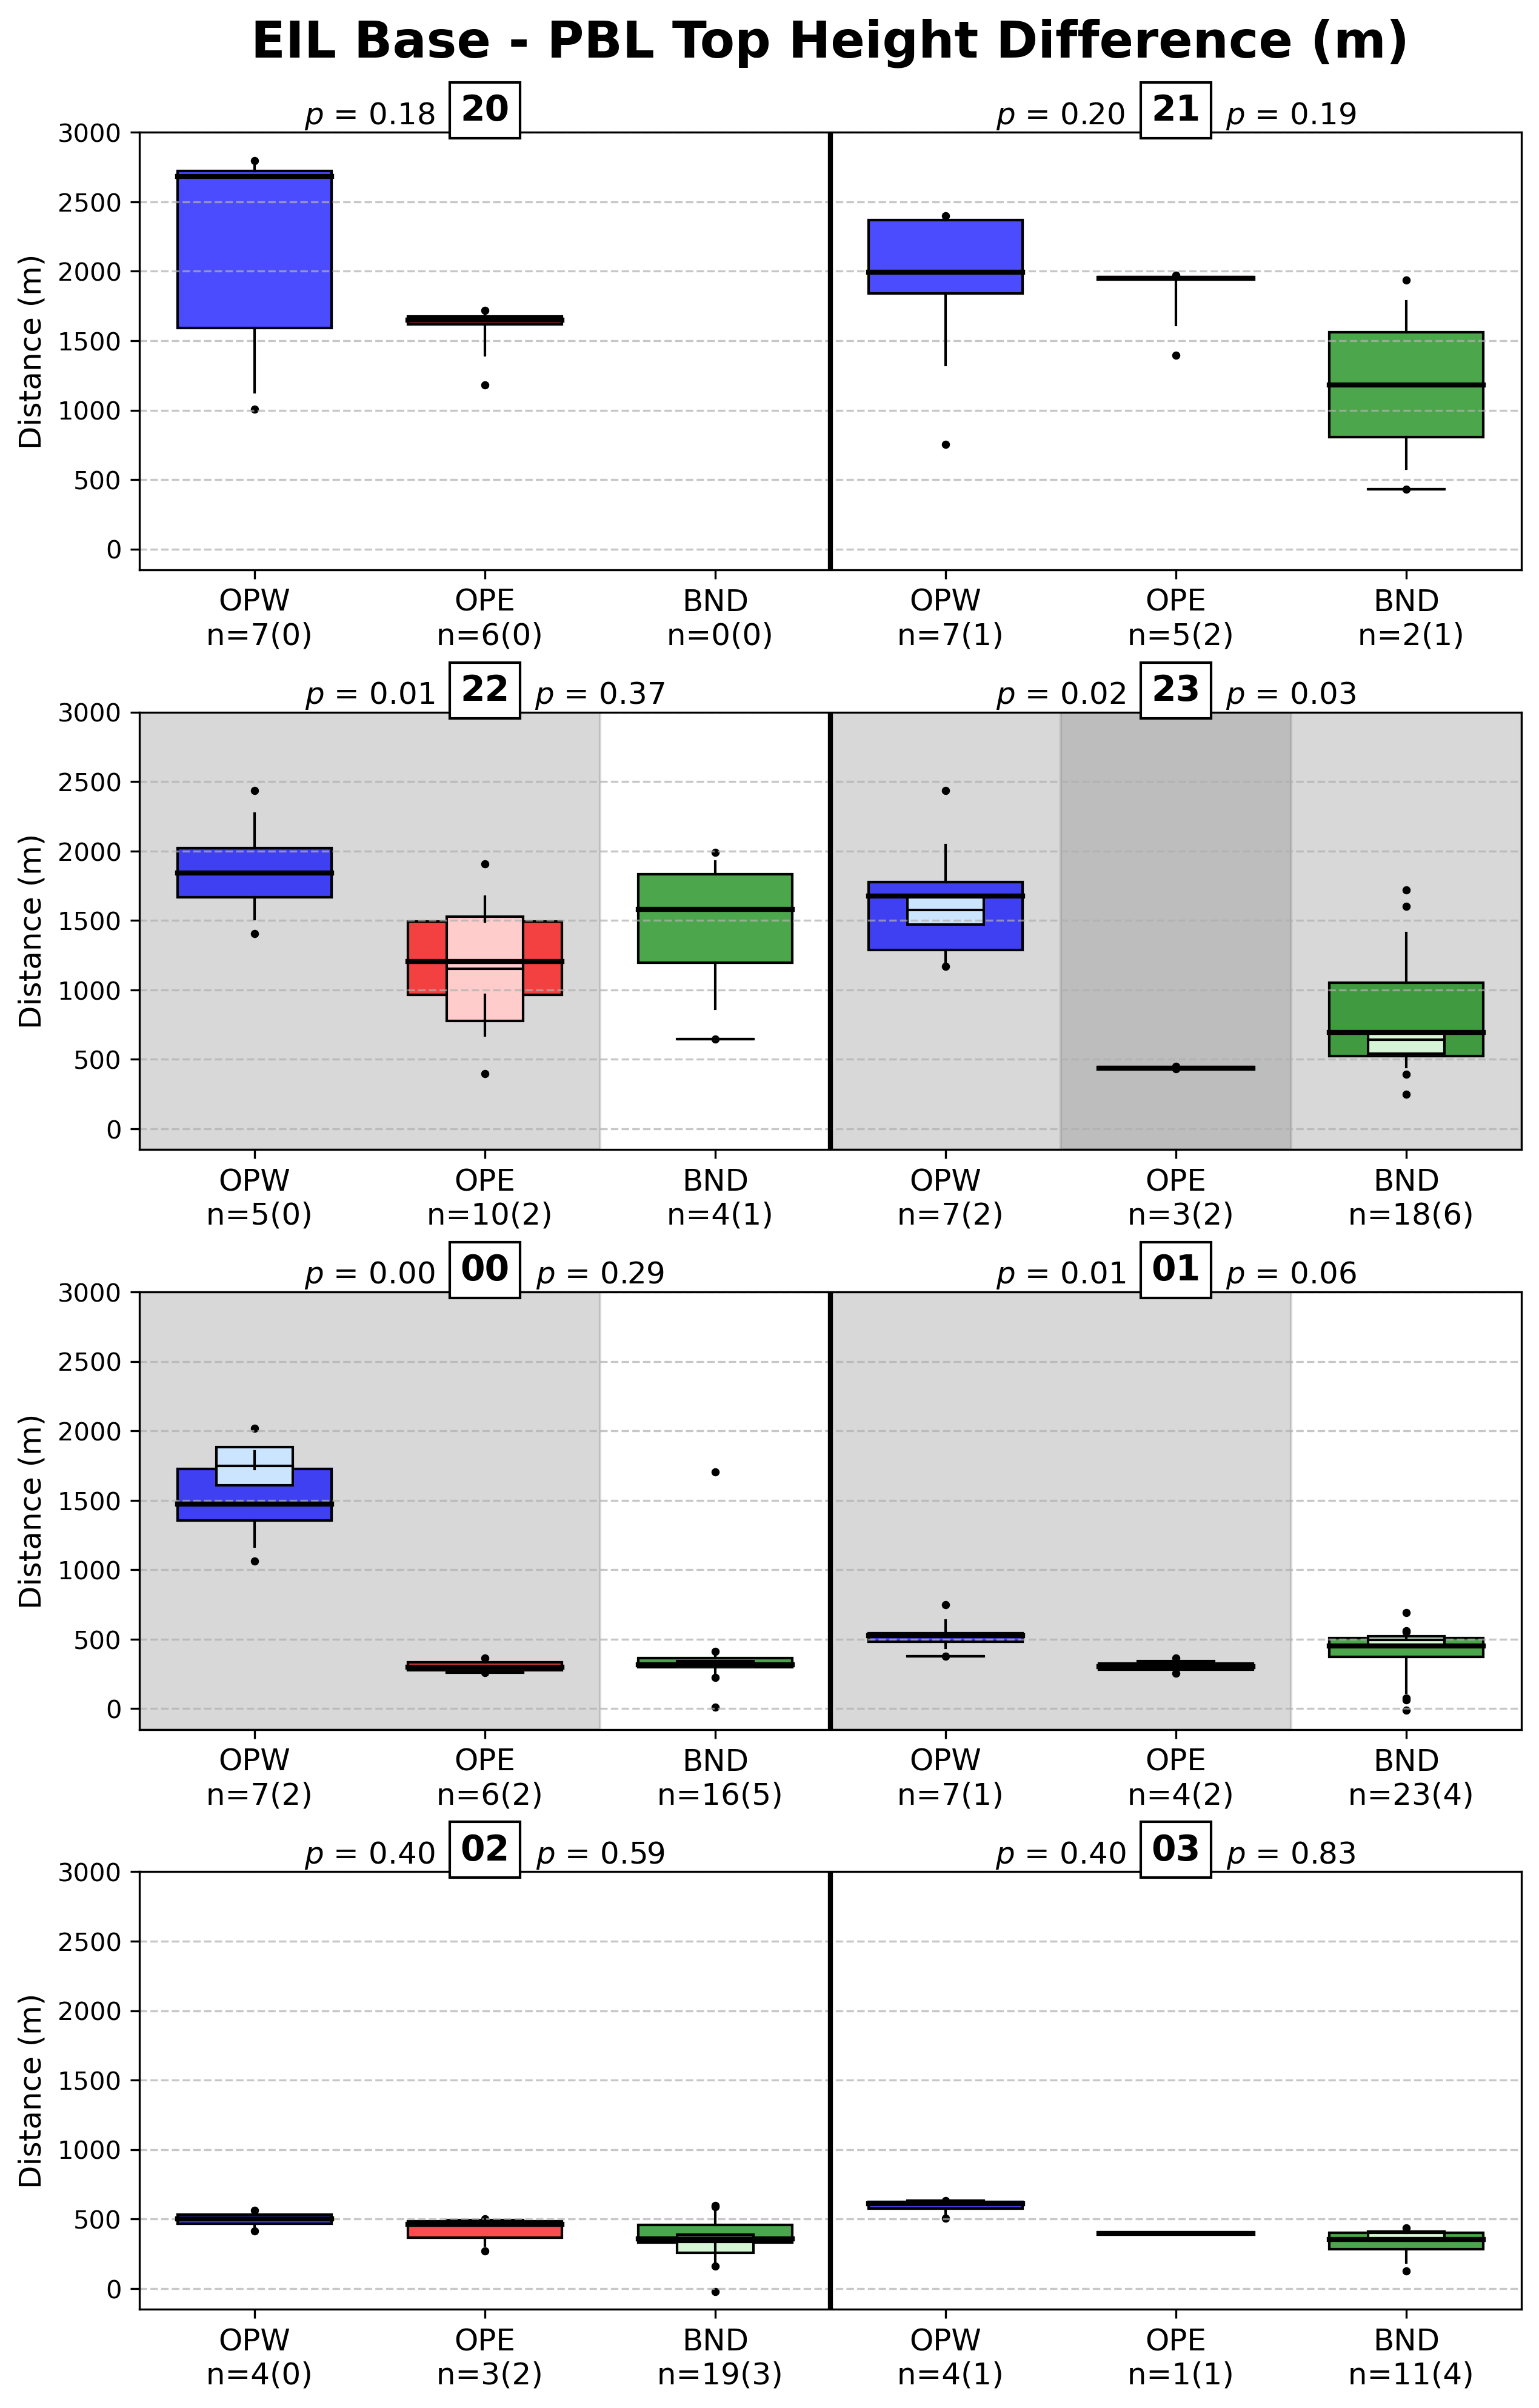 EIL Base - PBL Top Height Difference (m)
p = 0.18 20
p = 0.20 21 p = 0.19
3000
2500
2000
1500
1000
500
0
Distance (m)
OPW OPE BND OPW OPE BND
n=7(0) n=6(0) n=0(0) n=7(1) n=5(2) n=2(1)
p = 0.01 22 p = 0.37
p = 0.02 23 p = 0.03
3000
2500
2000
1500
1000
500
0
Distance (m)
OPW OPE BND OPW OPE BND
n=5(0) n=10(2) n=4(1) n=7(2) n=3(2) n=18(6)
p = 0.00 00 p = 0.29
p = 0.01 01 p = 0.06
3000
2500
2000
1500
1000
500
0
Distance (m)
OPW OPE BND OPW OPE BND
n=7(2) n=6(2) n=16(5) n=7(1) n=4(2) n=23(4)
p = 0.40 02 p = 0.59
p = 0.40 03 p = 0.83
3000
2500
2000
1500
1000
500
0
Distance (m)
OPW OPE BND OPW OPE BND
n=4(0) n=3(2) n=19(3) n=4(1) n=1(1) n=11(4)